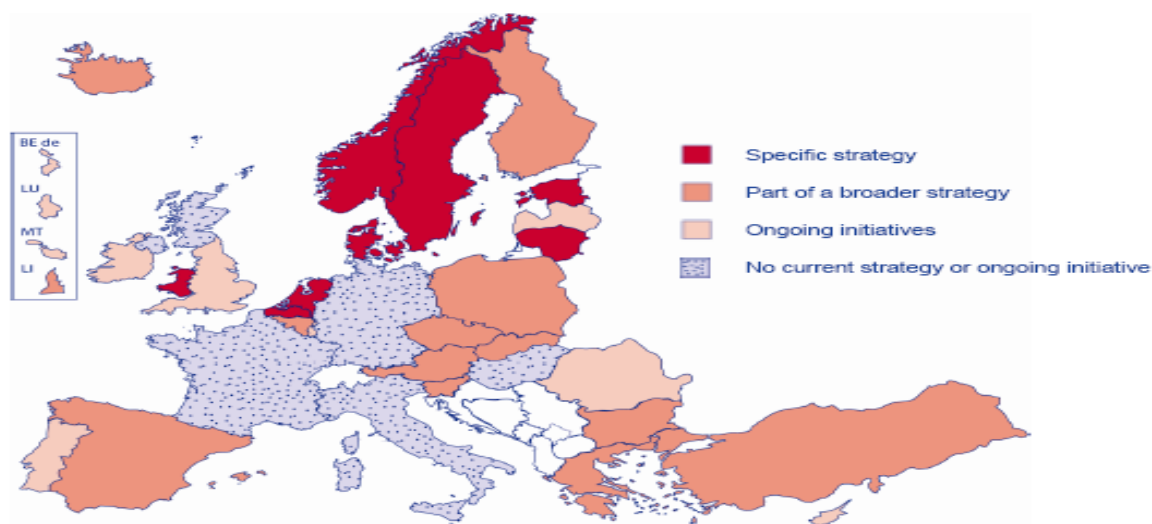 BE de
LU
MT
LI
Specific strategy
Part of a broader strategy
Ongoing initiatives
No current strategy or ongoing initiative